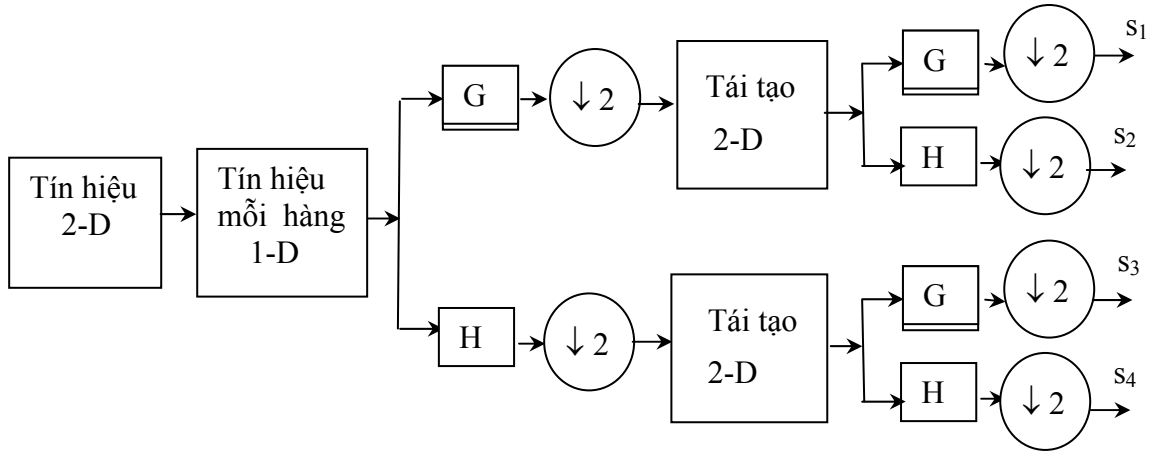 Tín hiệu
2-D
Tín hiệu
mỗi hàng
1-D
G
↓ 2
Tái tạo
2-D
G
↓ 2
s1
H
↓ 2
s2
H
↓ 2
Tái tạo
2-D
G
↓ 2
s3
H
↓ 2
s4